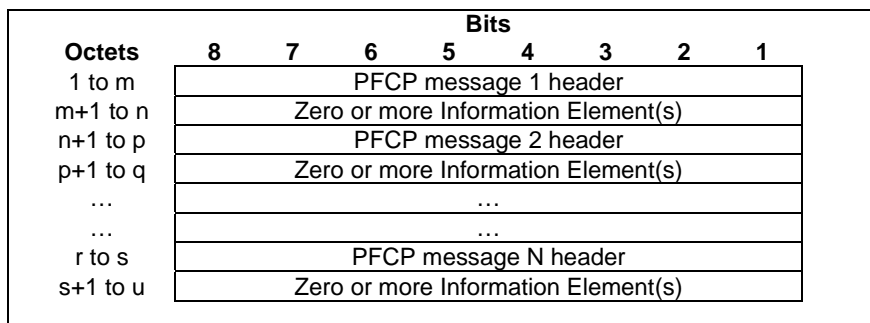 Bits
Octets 8 7 6 5 4 3 2 1
1 to m PFCP message 1 header
m+1 to n Zero or more Information Element(s)
n+1 to p PFCP message 2 header
p+1 to q Zero or more Information Element(s)
… …
… …
r to s PFCP message N header
s+1 to u Zero or more Information Element(s)